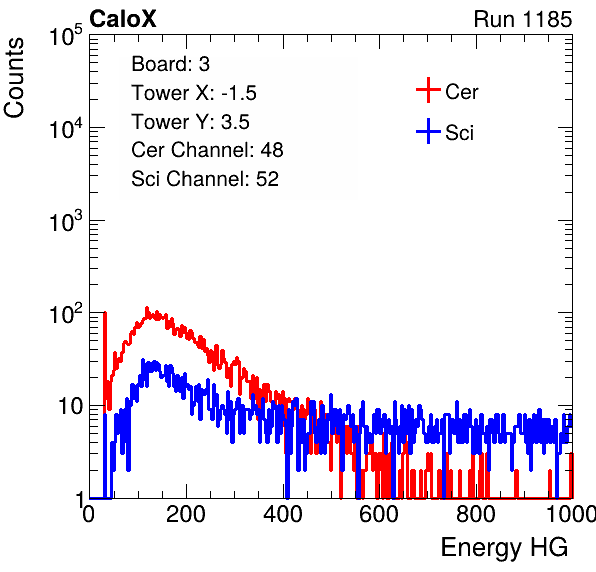 CaloX Run 1185
Counts
10^5
10^4
10^3
10^2
10
1
Board: 3
Tower X: -1.5
Tower Y: 3.5
Cer Channel: 48
Sci Channel: 52
Cer
Sci
0 200 400 600 800 1000
Energy HG